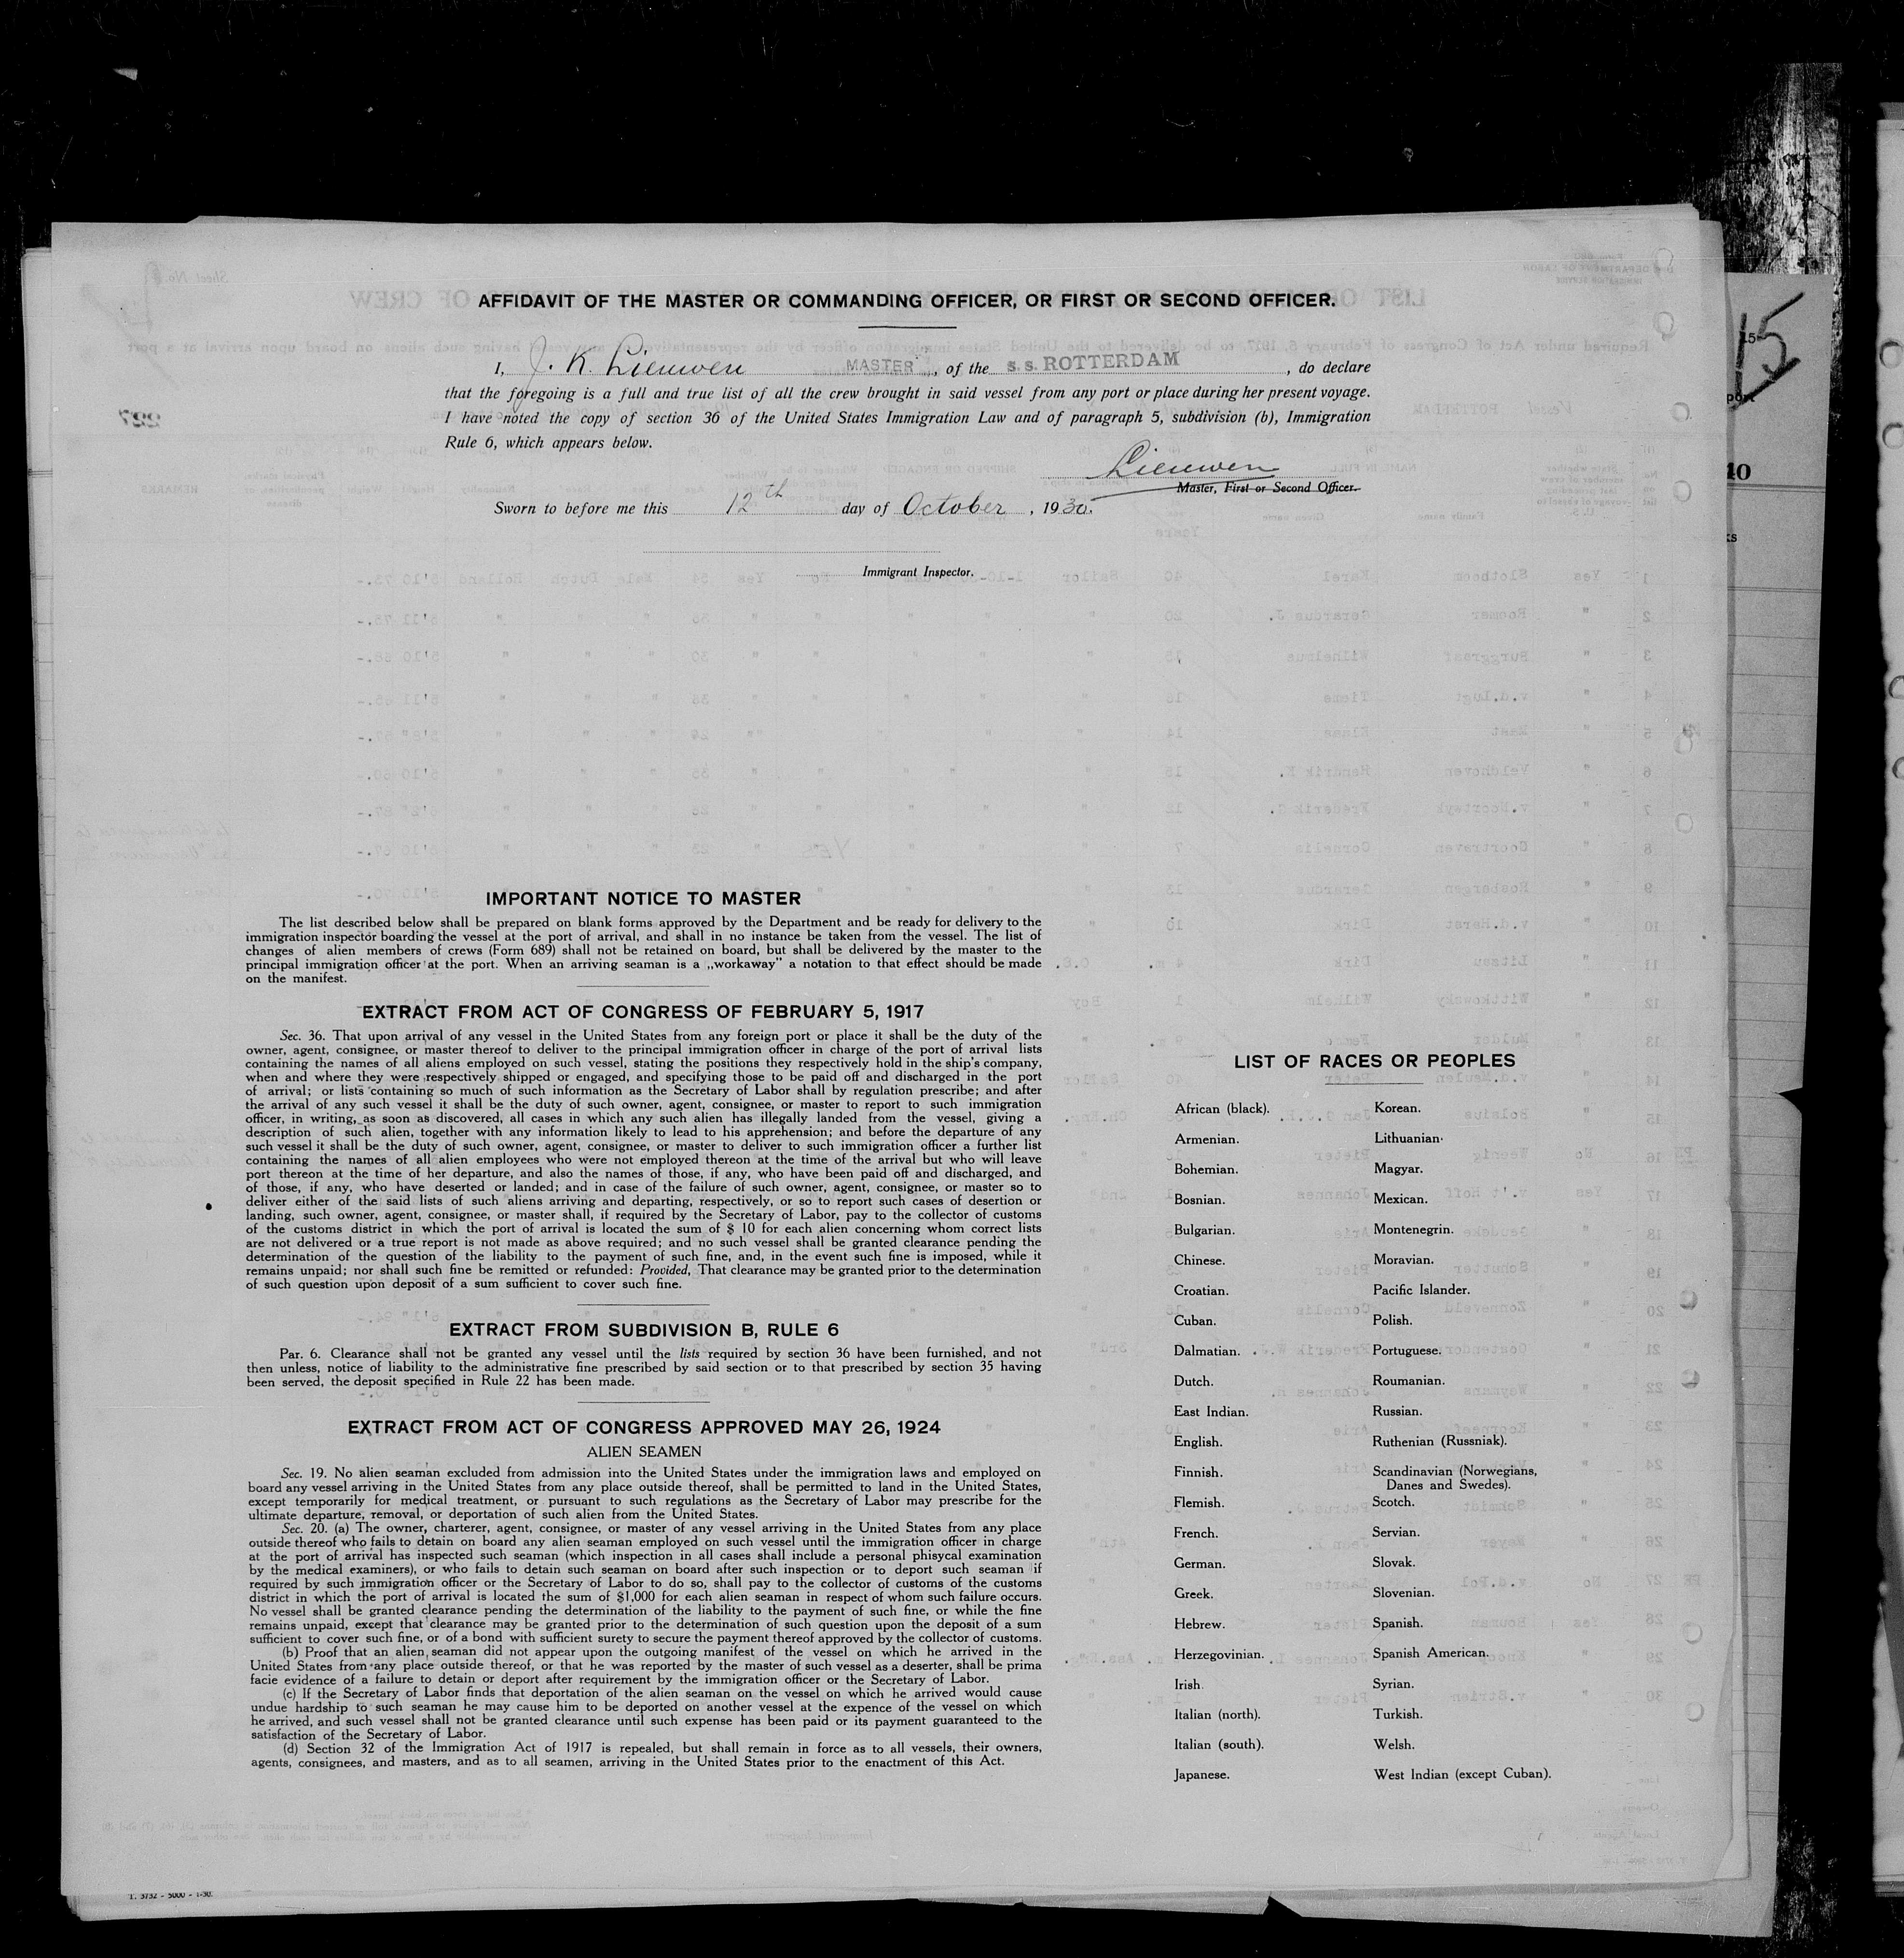 AFFIDAVIT OF THE MASTER OR COMMANDING OFFICER, OR FIRST OR SECOND OFFICER.
I, J. K. Lieuwen MASTER, of the S.S. ROTTERDAM, do declare
that the foregoing is a full and true list of all the crew brought in said vessel from any port or place during her present voyage.
I have noted the copy of section 36 of the United States Immigration Law and of paragraph 5, subdivision (b), Immigration
Rule 6, which appears below.
Lieuwen
Master, First or Second Officer.
Sworn to before me this 12th day of October, 1930.
Immigrant Inspector.
IMPORTANT NOTICE TO MASTER
The list described below shall be prepared on blank forms approved by the Department and be ready for delivery to the
immigration inspector boarding the vessel at the port of arrival, and shall in no instance be taken from the vessel. The list of
changes of alien members of crews (Form 689) shall not be retained on board, but shall be delivered by the master to the
principal immigration officer at the port. When an arriving seaman is a „workaway” a notation to that effect should be made
on the manifest.
EXTRACT FROM ACT OF CONGRESS OF FEBRUARY 5, 1917
Sec. 36. That upon arrival of any vessel in the United States from any foreign port or place it shall be the duty of the
owner, agent, consignee, or master thereof to deliver to the principal immigration officer in charge of the port of arrival lists
containing the names of all aliens employed on such vessel, stating the positions they respectively hold in the ship's company,
when and where they were respectively shipped or engaged, and specifying those to be paid off and discharged in the port
of arrival; or lists containing so much of such information as the Secretary of Labor shall by regulation prescribe; and after
the arrival of any such vessel it shall be the duty of such owner, agent, consignee, or master to report to such immigration
officer, in writing, as soon as discovered, all cases in which any such alien has illegally landed from the vessel, giving a
description of such alien, together with any information likely to lead to his apprehension; and before the departure of any
such vessel it shall be the duty of such owner, agent, consignee, or master to deliver to such immigration officer a further list
containing the names of all alien employees who were not employed thereon at the time of the arrival but who will leave
port thereon at the time of her departure, and also the names of those, if any, who have been paid off and discharged, and
of those, if any, who have deserted or landed; and in case of the failure of such owner, agent, consignee, or master so to
deliver either of the said lists of such aliens arriving and departing, respectively, or so to report such cases of desertion or
landing, such owner, agent, consignee, or master shall, if required by the Secretary of Labor, pay to the collector of customs
of the customs district in which the port of arrival is located the sum of $ 10 for each alien concerning whom correct lists
are not delivered or a true report is not made as above required; and no such vessel shall be granted clearance pending the
determination of the question of the liability to the payment of such fine, and, in the event such fine is imposed, while it
remains unpaid; nor shall such fine be remitted or refunded: Provided, That clearance may be granted prior to the determination
of such question upon deposit of a sum sufficient to cover such fine.
EXTRACT FROM SUBDIVISION B, RULE 6
Par. 6. Clearance shall not be granted any vessel until the lists required by section 36 have been furnished, and not
then unless, notice of liability to the administrative fine prescribed by said section or to that prescribed by section 35 having
been served, the deposit specified in Rule 22 has been made.
EXTRACT FROM ACT OF CONGRESS APPROVED MAY 26, 1924
ALIEN SEAMEN
Sec. 19. No alien seaman excluded from admission into the United States under the immigration laws and employed on
board any vessel arriving in the United States from any place outside thereof, shall be permitted to land in the United States,
except temporarily for medical treatment, or pursuant to such regulations as the Secretary of Labor may prescribe for the
ultimate departure, removal, or deportation of such alien from the United States.
Sec. 20. (a) The owner, charterer, agent, consignee, or master of any vessel arriving in the United States from any place
outside thereof who fails to detain on board any alien seaman employed on such vessel until the immigration officer in charge
at the port of arrival has inspected such seaman (which inspection in all cases shall include a personal phisycal examination
by the medical examiners), or who fails to detain such seaman on board after such inspection or to deport such seaman if
required by such immigration officer or the Secretary of Labor to do so, shall pay to the collector of customs of the customs
district in which the port of arrival is located the sum of $1,000 for each alien seaman in respect of whom such failure occurs.
No vessel shall be granted clearance pending the determination of the liability to the payment of such fine, or while the fine
remains unpaid, except that clearance may be granted prior to the determination of such question upon the deposit of a sum
sufficient to cover such fine, or of a bond with sufficient surety to secure the payment thereof approved by the collector of customs.
(b) Proof that an alien seaman did not appear upon the outgoing manifest of the vessel on which he arrived in the
United States from any place outside thereof, or that he was reported by the master of such vessel as a deserter, shall be prima
facie evidence of a failure to detain or deport after requirement by the immigration officer or the Secretary of Labor.
(c) If the Secretary of Labor finds that deportation of the alien seaman on the vessel on which he arrived would cause
undue hardship to such seaman he may cause him to be deported on another vessel at the expence of the vessel on which
he arrived, and such vessel shall not be granted clearance until such expense has been paid or its payment guaranteed to the
satisfaction of the Secretary of Labor.
(d) Section 32 of the Immigration Act of 1917 is repealed, but shall remain in force as to all vessels, their owners,
agents, consignees, and masters, and as to all seamen, arriving in the United States prior to the enactment of this Act.
LIST OF RACES OR PEOPLES
African (black).
Armenian.
Bohemian.
Bosnian.
Bulgarian.
Chinese.
Croatian.
Cuban.
Dalmatian.
Dutch.
East Indian.
English.
Finnish.
Flemish.
French.
German.
Greek.
Hebrew.
Herzegovinian.
Irish
Italian (north).
Italian (south).
Japanese.
Korean.
Lithuanian.
Magyar.
Mexican.
Montenegrin.
Moravian.
Pacific Islander.
Polish.
Portuguese.
Roumanian.
Russian.
Ruthenian (Russniak).
Scandinavian (Norwegians,
Danes and Swedes).
Scotch.
Servian.
Slovak.
Slovenian.
Spanish.
Spanish American.
Syrian.
Turkish.
Welsh.
West Indian (except Cuban).
T. 3732 - 5000 - 1-30.
15